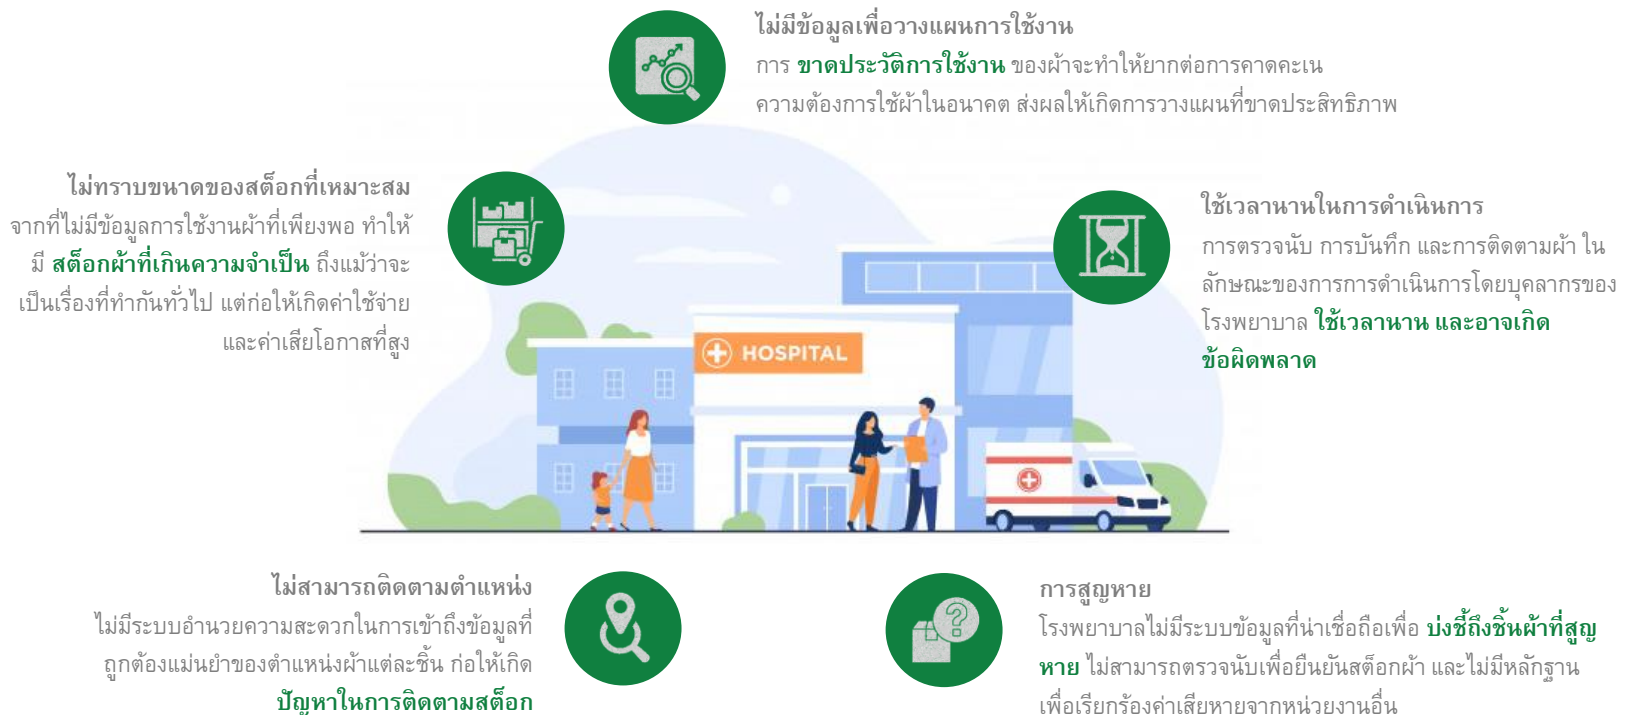 ไม่มีข้อมูลเพื่อวางแผนการใช้งาน
การ ขาดประวัติการใช้งาน ของผ้าจะทำให้ยากต่อการคาดคะเน
ความต้องการใช้ผ้าในอนาคต ส่งผลให้เกิดการวางแผนที่ขาดประสิทธิภาพ
ไม่ทราบขนาดของสต็อกที่เหมาะสม
จากที่ไม่มีข้อมูลการใช้งานผ้าที่เพียงพอ ทำให้
มี สต็อกผ้าที่เกินความจำเป็น ถึงแม้ว่าจะ
เป็นเรื่องที่ทำกันทั่วไป แต่ก่อให้เกิดค่าใช้จ่าย
และค่าเสียโอกาสที่สูง
ใช้เวลานานในการดำเนินการ
การตรวจนับ การบันทึก และการติดตามผ้า ใน
ลักษณะของการการดำเนินการโดยบุคลากรของ
โรงพยาบาล ใช้เวลานาน และอาจเกิด
ข้อผิดพลาด
HOSPITAL
ไม่สามารถติดตามตำแหน่ง
ไม่มีระบบอำนวยความสะดวกในการเข้าถึงข้อมูลที่
ถูกต้องแม่นยำของตำแหน่งผ้าแต่ละชิ้น ก่อให้เกิด
ปัญหาในการติดตามสต็อก
การสูญหาย
โรงพยาบาลไม่มีระบบข้อมูลที่น่าเชื่อถือเพื่อ บ่งชี้ถึงชิ้นผ้าที่สูญ
หาย ไม่สามารถตรวจนับเพื่อยืนยันสต็อกผ้า และไม่มีหลักฐาน
เพื่อเรียกร้องค่าเสียหายจากหน่วยงานอื่น